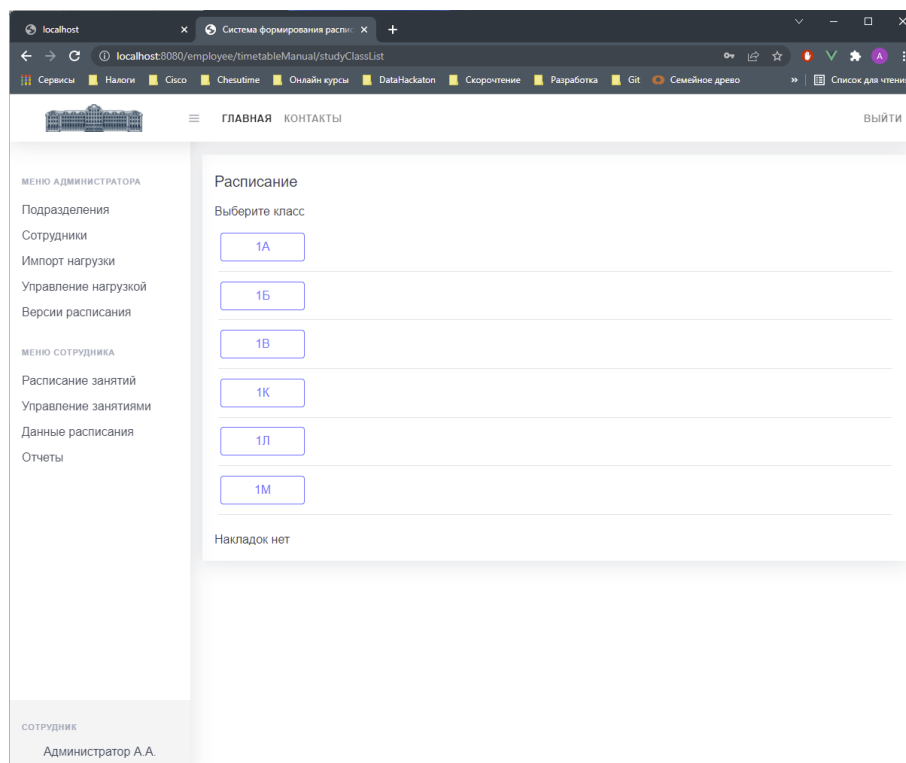 localhost
Система формирования распис
localhost:8080/employee/timetableManual/studyClassList
Сервисы Налоги Cisco Chesutime Онлайн курсы DataHackaton Скорочтение Разработка Git Семейное древо » Список для чтения
ГЛАВНАЯ КОНТАКТЫ ВЫЙТИ
МЕНЮ АДМИНИСТРАТОРА
Подразделения
Сотрудники
Импорт нагрузки
Управление нагрузкой
Версии расписания
МЕНЮ СОТРУДНИКА
Расписание занятий
Управление занятиями
Данные расписания
Отчеты
СОТРУДНИК
Администратор А.А.
Расписание
Выберите класс
1А
1Б
1В
1К
1Л
1М
Накладок нет